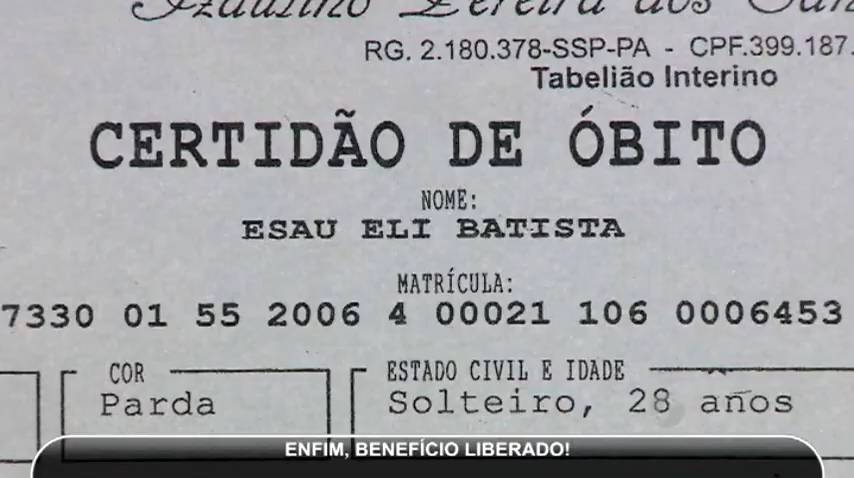 Pereira dos
RG. 2.180.378-SSP-PA - CPF.399.187.
Tabelião Interino
CERTIDÃO DE ÓBITO
NOME:
ESAU ELI BATISTA
MATRÍCULA:
7330 01 55 2006 4 00021 106 0006453
COR
ESTADO CIVIL E IDADE
Parda
Solteiro, 28 anos
ENFIM, BENEFÍCIO LIBERADO!